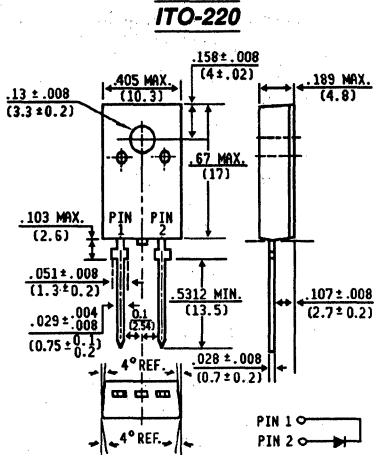 ITO-220
.158±.008
(4±.02)
.405 MAX.
(10.3)
.189 MAX.
(4.8)
.13±.008
(3.3±0.2)
.67 MAX.
(17)
.103 MAX.
(2.6)
PIN 1
PIN 2
.051±.008
(1.3±0.2)
.5312 MIN.
(13.5)
.107±.008
(2.7±0.2)
.029±.004
.008
(0.75±0.1
0.2)
0.1
(2.54)
.028±.008
(0.7±0.2)
4° REF.
4° REF.
PIN 1
PIN 2